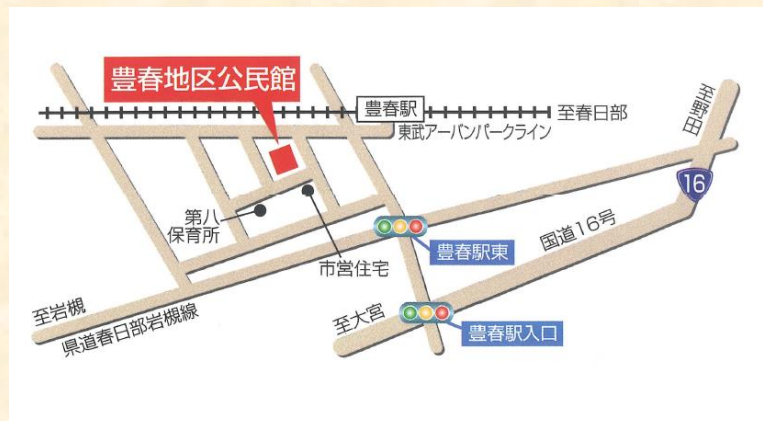 豊春地区公民館
豊春駅
至春日部
東武アーバンパークライン
至野田
16
第八
保育所
市営住宅
豊春駅東
国道16号
至岩槻
県道春日部岩槻線
至大宮
豊春駅入口